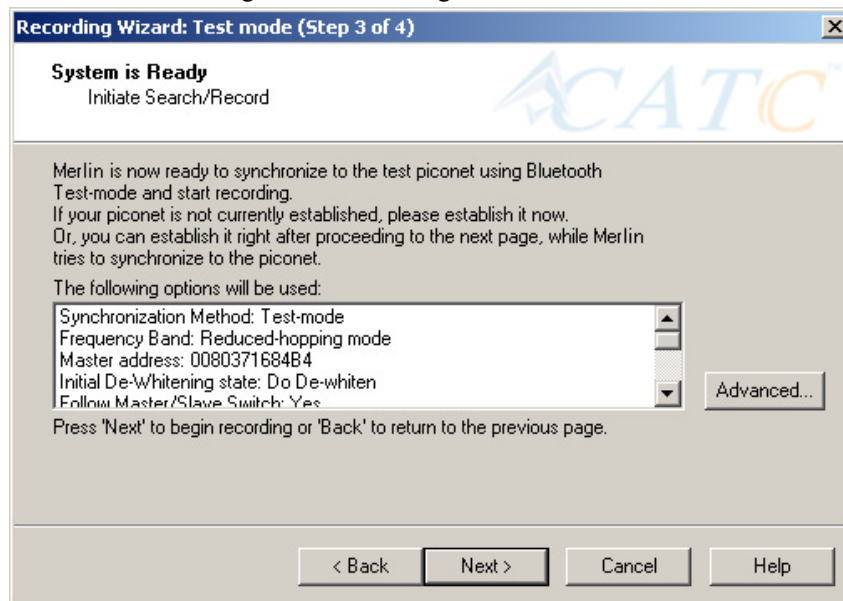 Recording Wizard: Test mode (Step 3 of 4)
System is Ready
Initiate Search/Record
CATC
Merlin is now ready to synchronize to the test piconet using Bluetooth
Test-mode and start recording.
If your piconet is not currently established, please establish it now.
Or, you can establish it right after proceeding to the next page, while Merlin
tries to synchronize to the piconet.
The following options will be used:
Synchronization Method: Test-mode
Frequency Band: Reduced-hopping mode
Master address: 0080371684B4
Initial De-Whitening state: Do De-whiten
Follow Master/Slave Switch: Yes
Advanced...
Press 'Next' to begin recording or 'Back' to return to the previous page.
< Back Next > Cancel Help